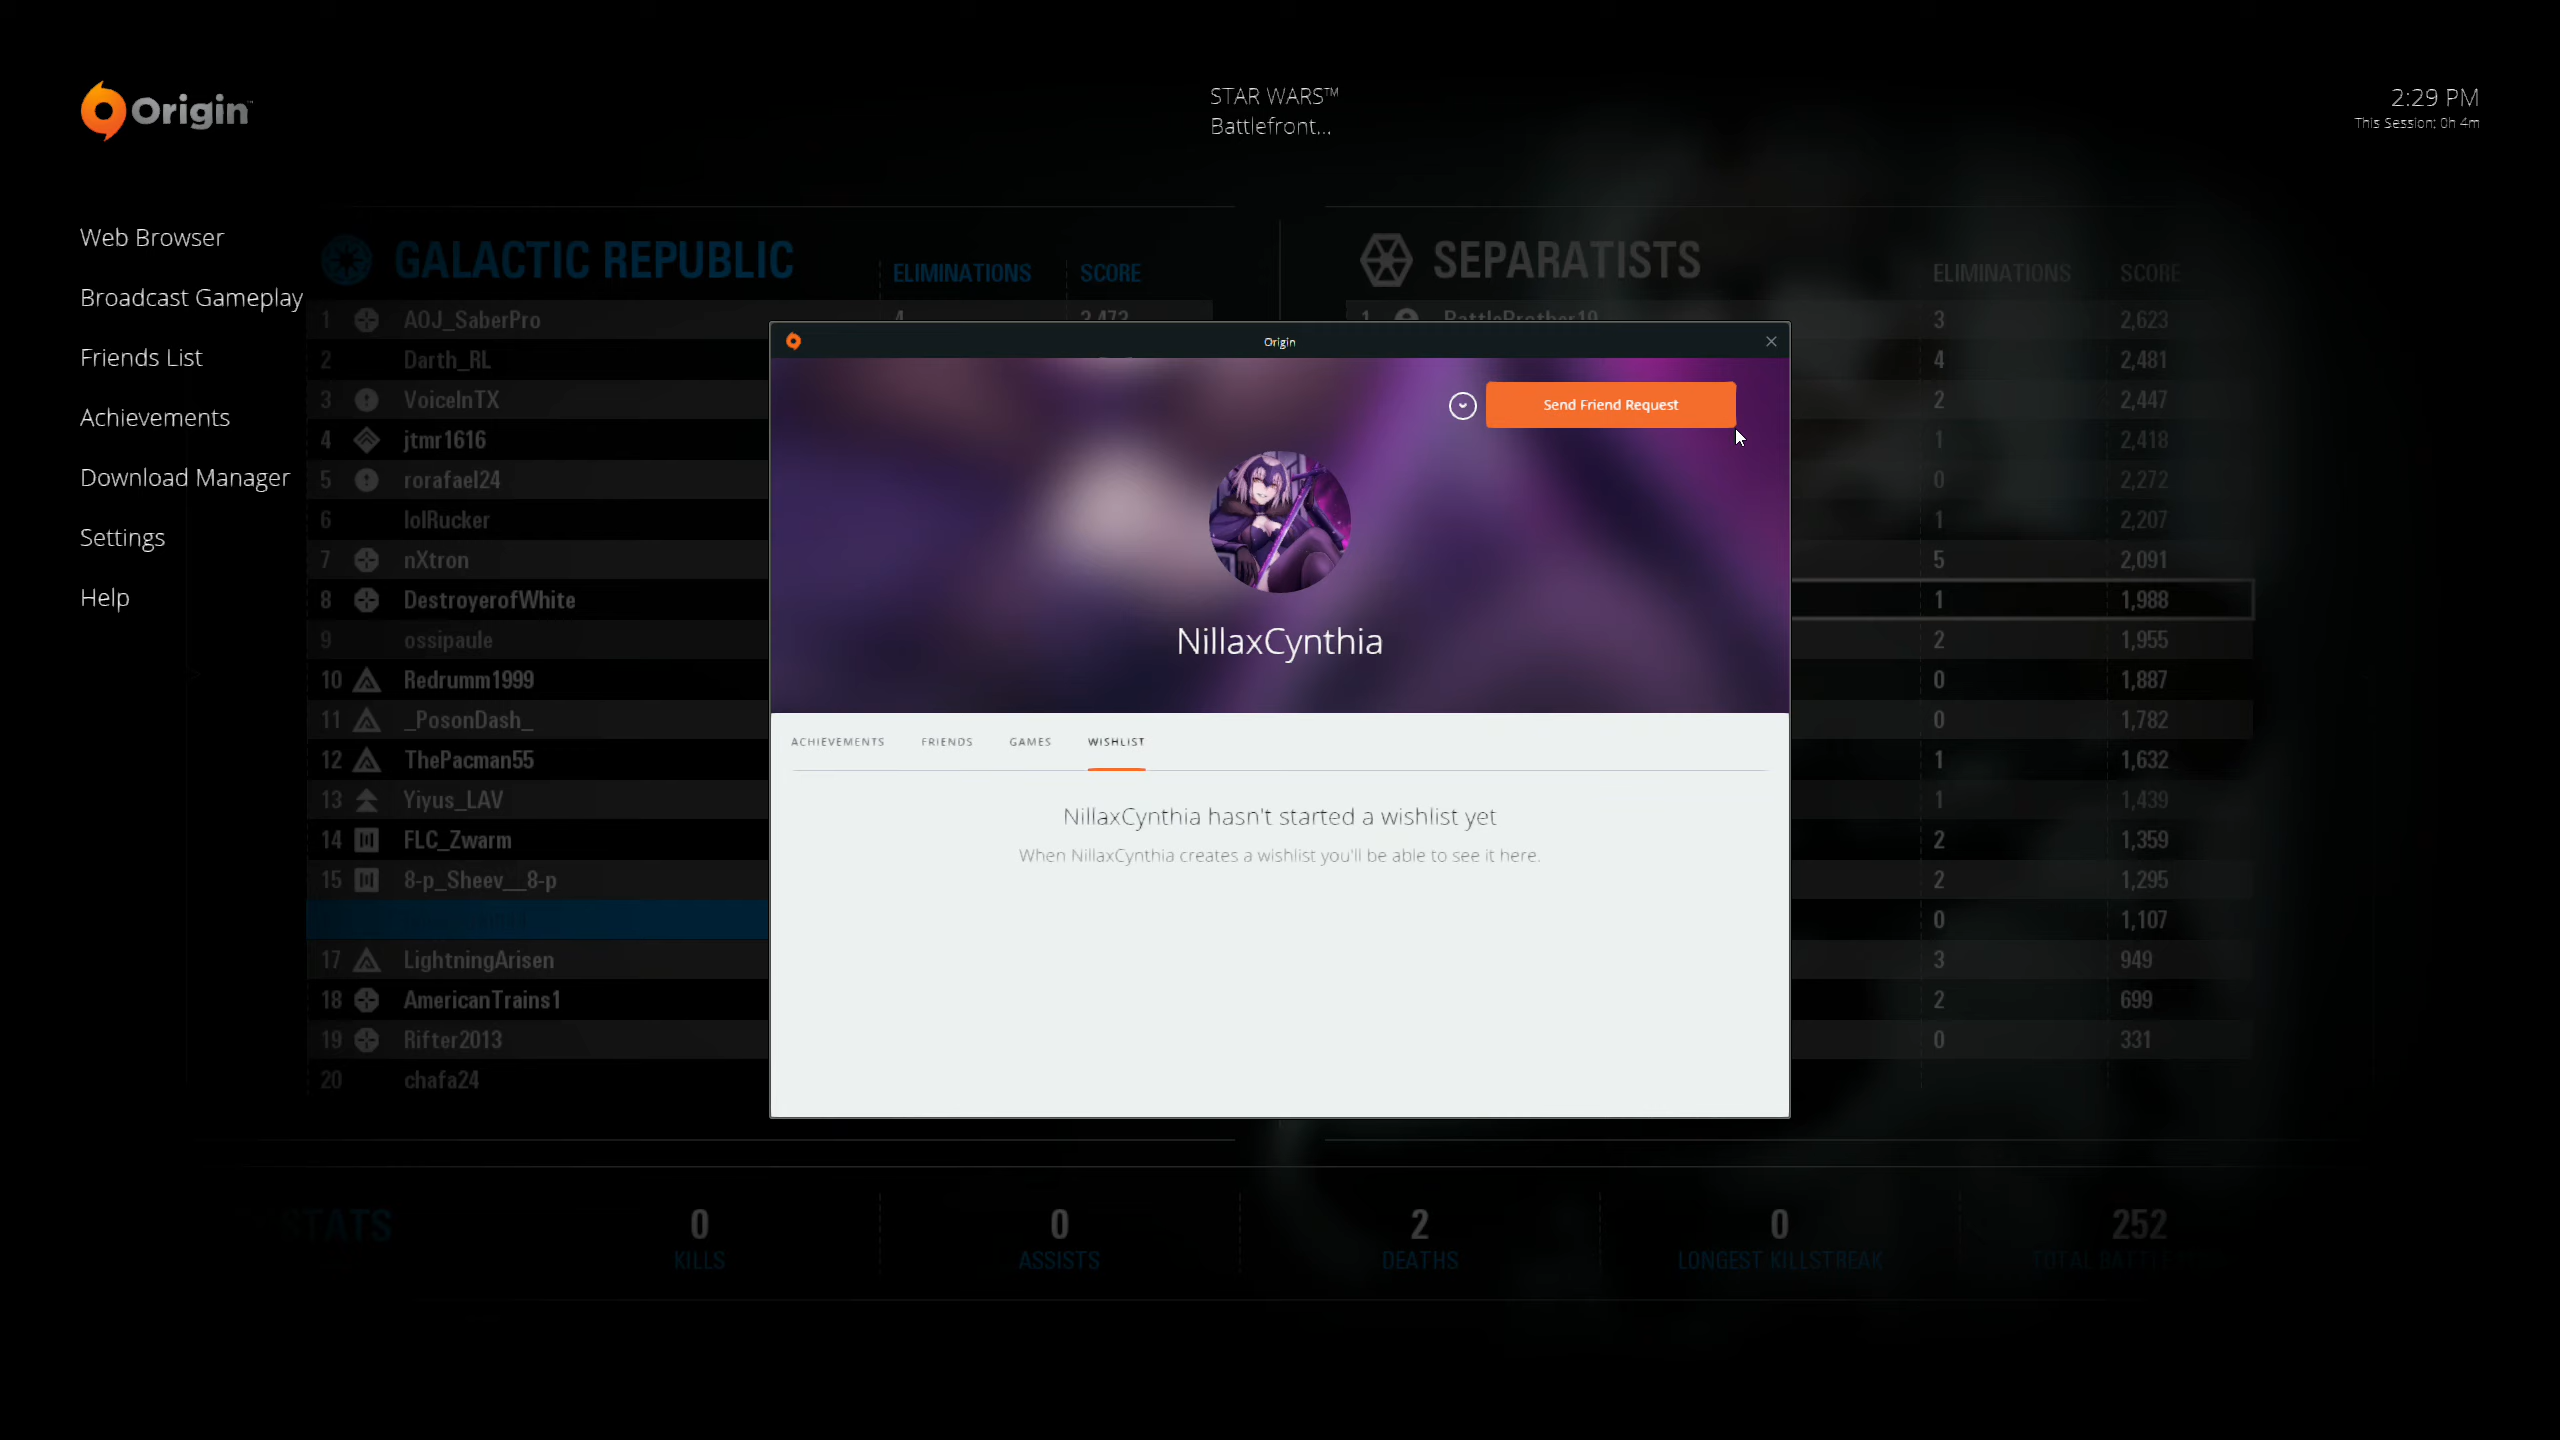 Origin
STAR WARS™
Battlefront...
2:29 PM
This Session: 0h 4m
Web Browser
Broadcast Gameplay
Friends List
Achievements
Download Manager
Settings
Help
GALACTIC REPUBLIC ELIMINATIONS SCORE
1 AOJ_SaberPro 4 3,473
2 Darth_RL
3 VoiceInTX
4 jtmr1616
5 rorafael24
6 lolRucker
7 nXtron
8 DestroyerofWhite
9 ossipaule
10 Redrumm1999
11 _PosonDash_
12 ThePacman55
13 Yiyus_LAV
14 FLC_Zwarm
15 8-p_Sheev__8-p
17 LightningArisen
18 AmericanTrains1
19 Rifter2013
20 chafa24
SEPARATISTS ELIMINATIONS SCORE
1 BattleBrother19 3 2,623
4 2,481
2 2,447
1 2,418
0 2,272
1 2,207
5 2,091
1 1,988
2 1,955
0 1,887
0 1,782
1 1,632
1 1,439
2 1,359
2 1,295
0 1,107
3 949
2 699
0 331
Origin
Send Friend Request
NillaxCynthia
ACHIEVEMENTS FRIENDS GAMES WISHLIST
NillaxCynthia hasn't started a wishlist yet
When NillaxCynthia creates a wishlist you'll be able to see it here.
STATS
0 0 2 0 252
KILLS ASSISTS DEATHS LONGEST KILLSTREAK TOTAL